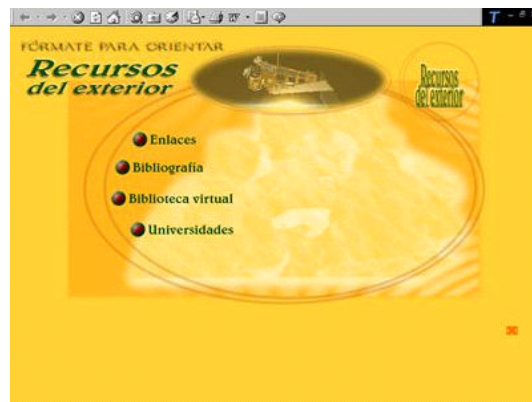 FÓRMATE PARA ORIENTAR
Recursos
del exterior
Recursos
del exterior
Enlaces
Bibliografía
Biblioteca virtual
Universidades